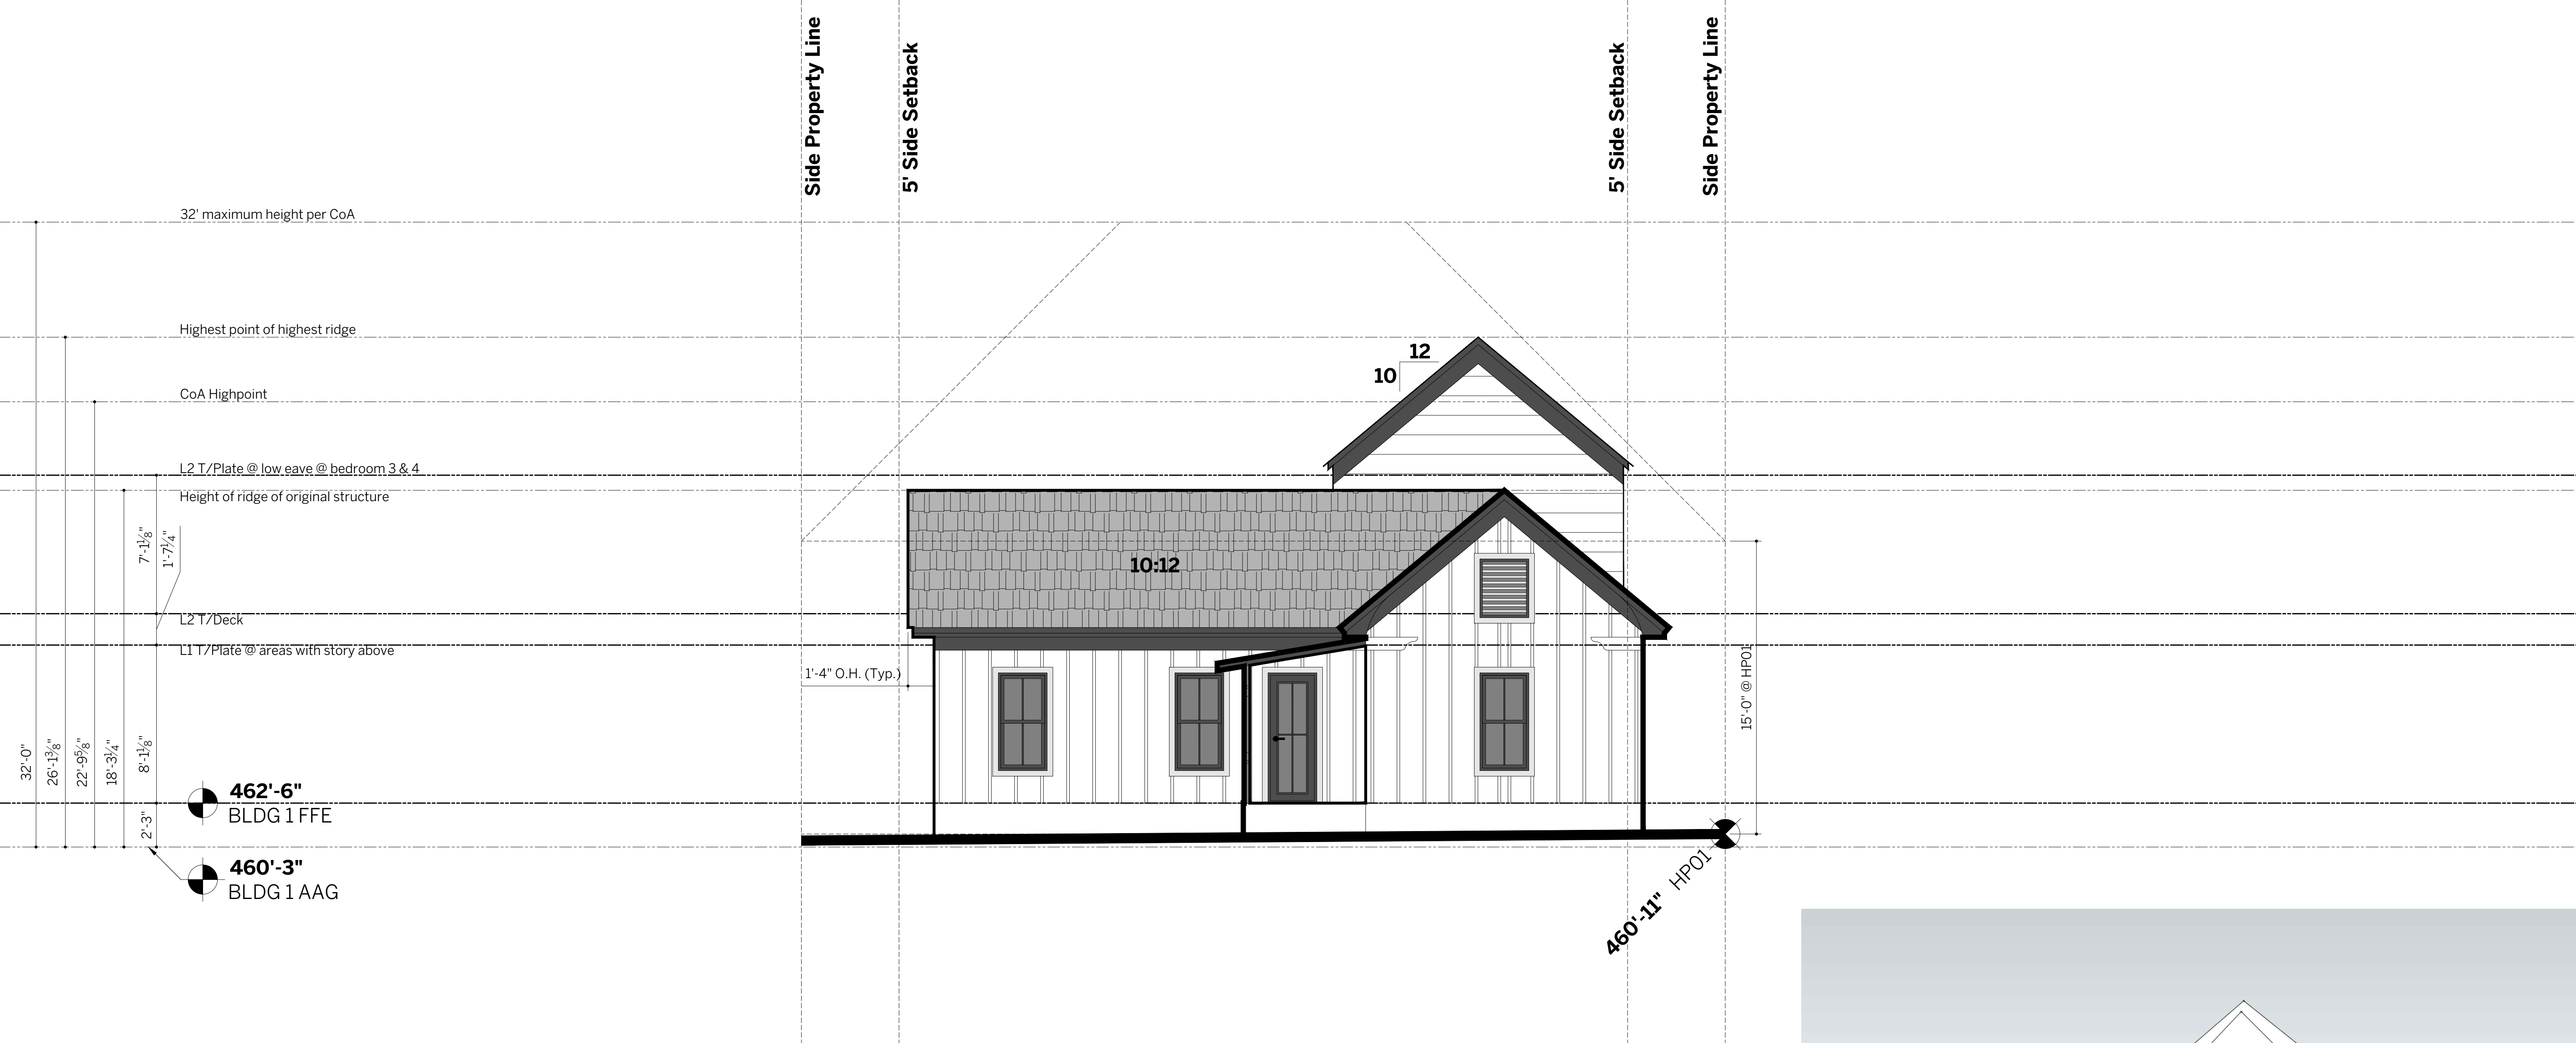 Side Property Line
5' Side Setback
5' Side Setback
Side Property Line
32' maximum height per CoA
Highest point of highest ridge
12
10
CoA Highpoint
L2 T/Plate @ low eave @ bedroom 3 & 4
Height of ridge of original structure
7'-1⅛"
1'-7¼"
10:12
L2 T/Deck
L1 T/Plate @ areas with story above
1'-4" O.H. (Typ.)
15'-0" @ HP01
32'-0"
26'-1⅜"
22'-9⅝"
18'-3¼"
8'-1⅛"
462'-6"
BLDG 1 FFE
2'-3"
460'-3"
BLDG 1 AAG
460'-11" HP01